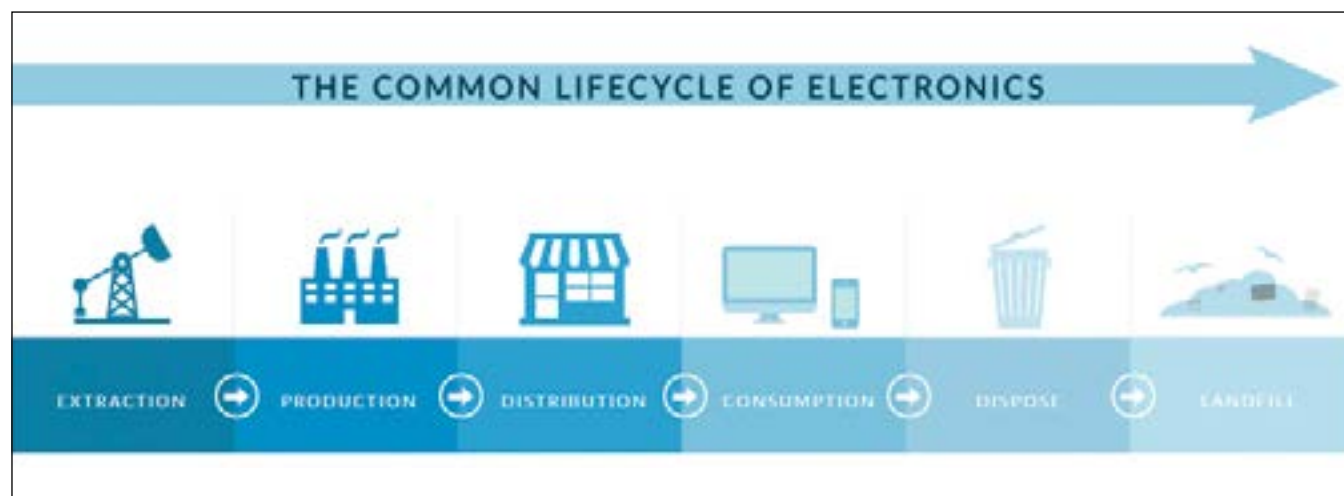 THE COMMON LIFECYCLE OF ELECTRONICS
EXTRACTION
PRODUCTION
DISTRIBUTION
CONSUMPTION
DISPOSE
LANDFILL